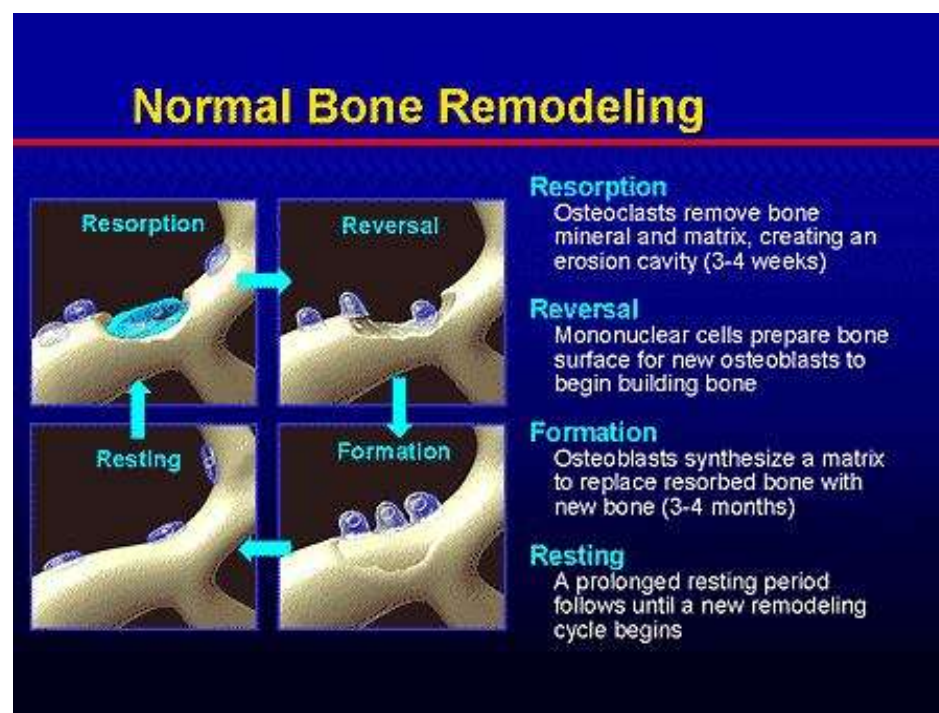 Normal Bone Remodeling
Resorption
Reversal
Resting
Formation
Resorption
Osteoclasts remove bone
mineral and matrix, creating an
erosion cavity (3-4 weeks)
Reversal
Mononuclear cells prepare bone
surface for new osteoblasts to
begin building bone
Formation
Osteoblasts synthesize a matrix
to replace resorbed bone with
new bone (3-4 months)
Resting
A prolonged resting period
follows until a new remodeling
cycle begins